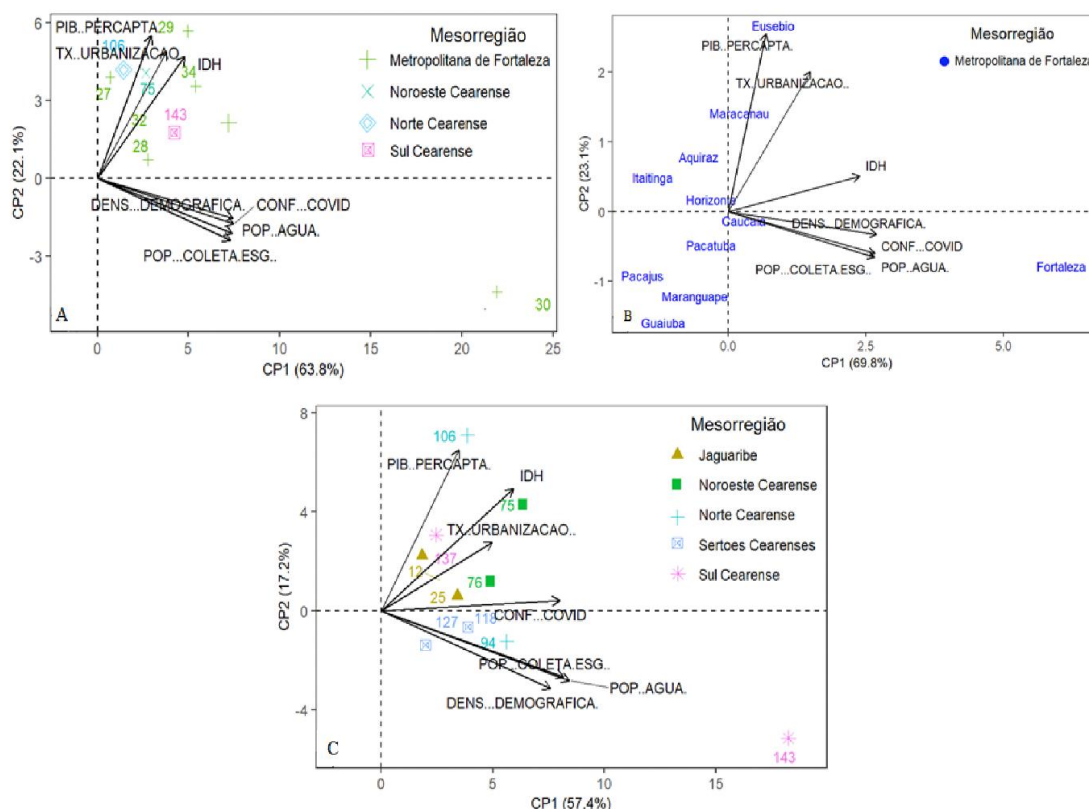 6
PIB..PERCAPTA.
29
106
TX..URBANIZACAO..
34
IDH
27
75
32
143
28
3
0
-3
DENS...DEMOGRAFICA.
CONF...COVID
POP..AGUA.
POP...COLETA.ESG..
30
A
CP2 (22.1%)
0 5 10 15 20 25
CP1 (63.8%)
Mesorregião
Metropolitana de Fortaleza
Noroeste Cearense
Norte Cearense
Sul Cearense
Eusebio
PIB..PERCAPTA.
TX..URBANIZACAO..
Mesorregião
Metropolitana de Fortaleza
2
Maracanau
1
Aquiraz
Itaitinga
IDH
Horizonte
0
Caucaia
DENS...DEMOGRAFICA.
Pacatuba
CONF...COVID
POP...COLETA.ESG..
POP..AGUA.
Fortaleza
-1
Pacajus
Maranguape
Guaiuba
B
CP2 (23.1%)
0.0 2.5 5.0
CP1 (69.8%)
8
106
PIB..PERCAPTA.
IDH
4
75
TX..URBANIZACAO..
137
12
76
25
0
CONF...COVID
127
118
94
POP...COLETA.ESG..
POP..AGUA.
DENS...DEMOGRAFICA.
-4
143
C
CP2 (17.2%)
0 5 10 15
CP1 (57.4%)
Mesorregião
Jaguaribe
Noroeste Cearense
Norte Cearense
Sertoes Cearenses
Sul Cearense